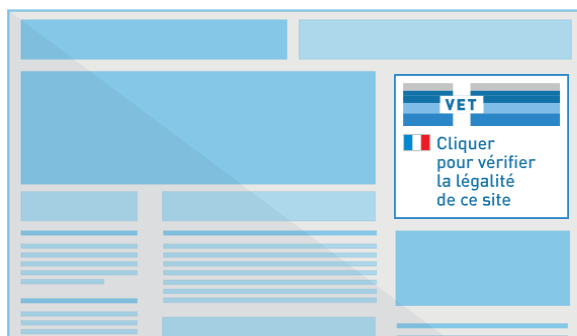 VET
Cliquer
pour vérifier
la légalité
de ce site